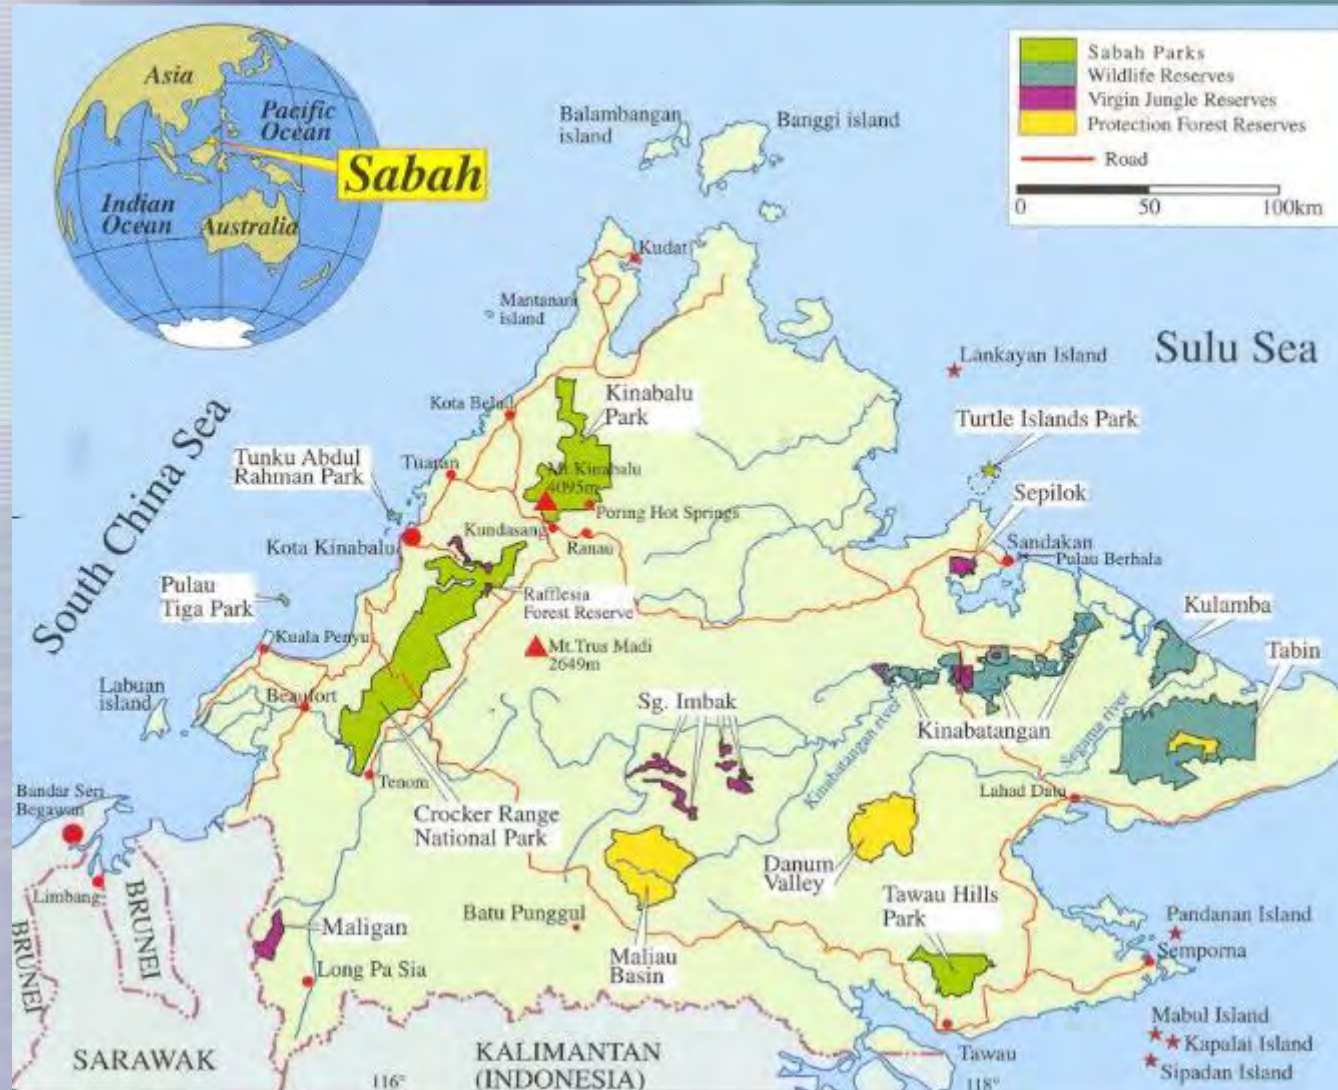 Asia
Pacific
Ocean
Sabah
Indian
Ocean
Australia
Sabah Parks
Wildlife Reserves
Virgin Jungle Reserves
Protection Forest Reserves
Road
0 50 100km
Balambangan
island
Banggi island
Kudat
Mantanani
island
Sulu Sea
Lankayan Island
Kota Belud
Kinabalu
Park
Turtle Islands Park
South China Sea
Tunku Abdul
Rahman Park
Tuaran
Mt. Kinabalu
4095m
Sepilok
Poring Hot Springs
Kundasang
Ranau
Kota Kinabalu
Sandakan
Pulau Berhala
Pulau
Tiga Park
Rafflesia
Forest Reserve
Kulamba
Kuala Penyu
Mt.Trus Madi
2649m
Tabin
Labuan
island
Beaufort
Sg. Imbak
Kinabatangan
Kinabatangan river
Segama river
Tenom
Lahad Datu
Bandar Seri
Begawan
Crocker Range
National Park
Danum
Valley
Limbang
BRUNEI
BRUNEI
Tawau Hills
Park
Batu Punggul
Maligan
Pandanan Island
Maliau
Basin
Semporna
Long Pa Sia
Mabul Island
Kapalai Island
Sipadan Island
SARAWAK
KALIMANTAN
(INDONESIA)
Tawau
116°
118°